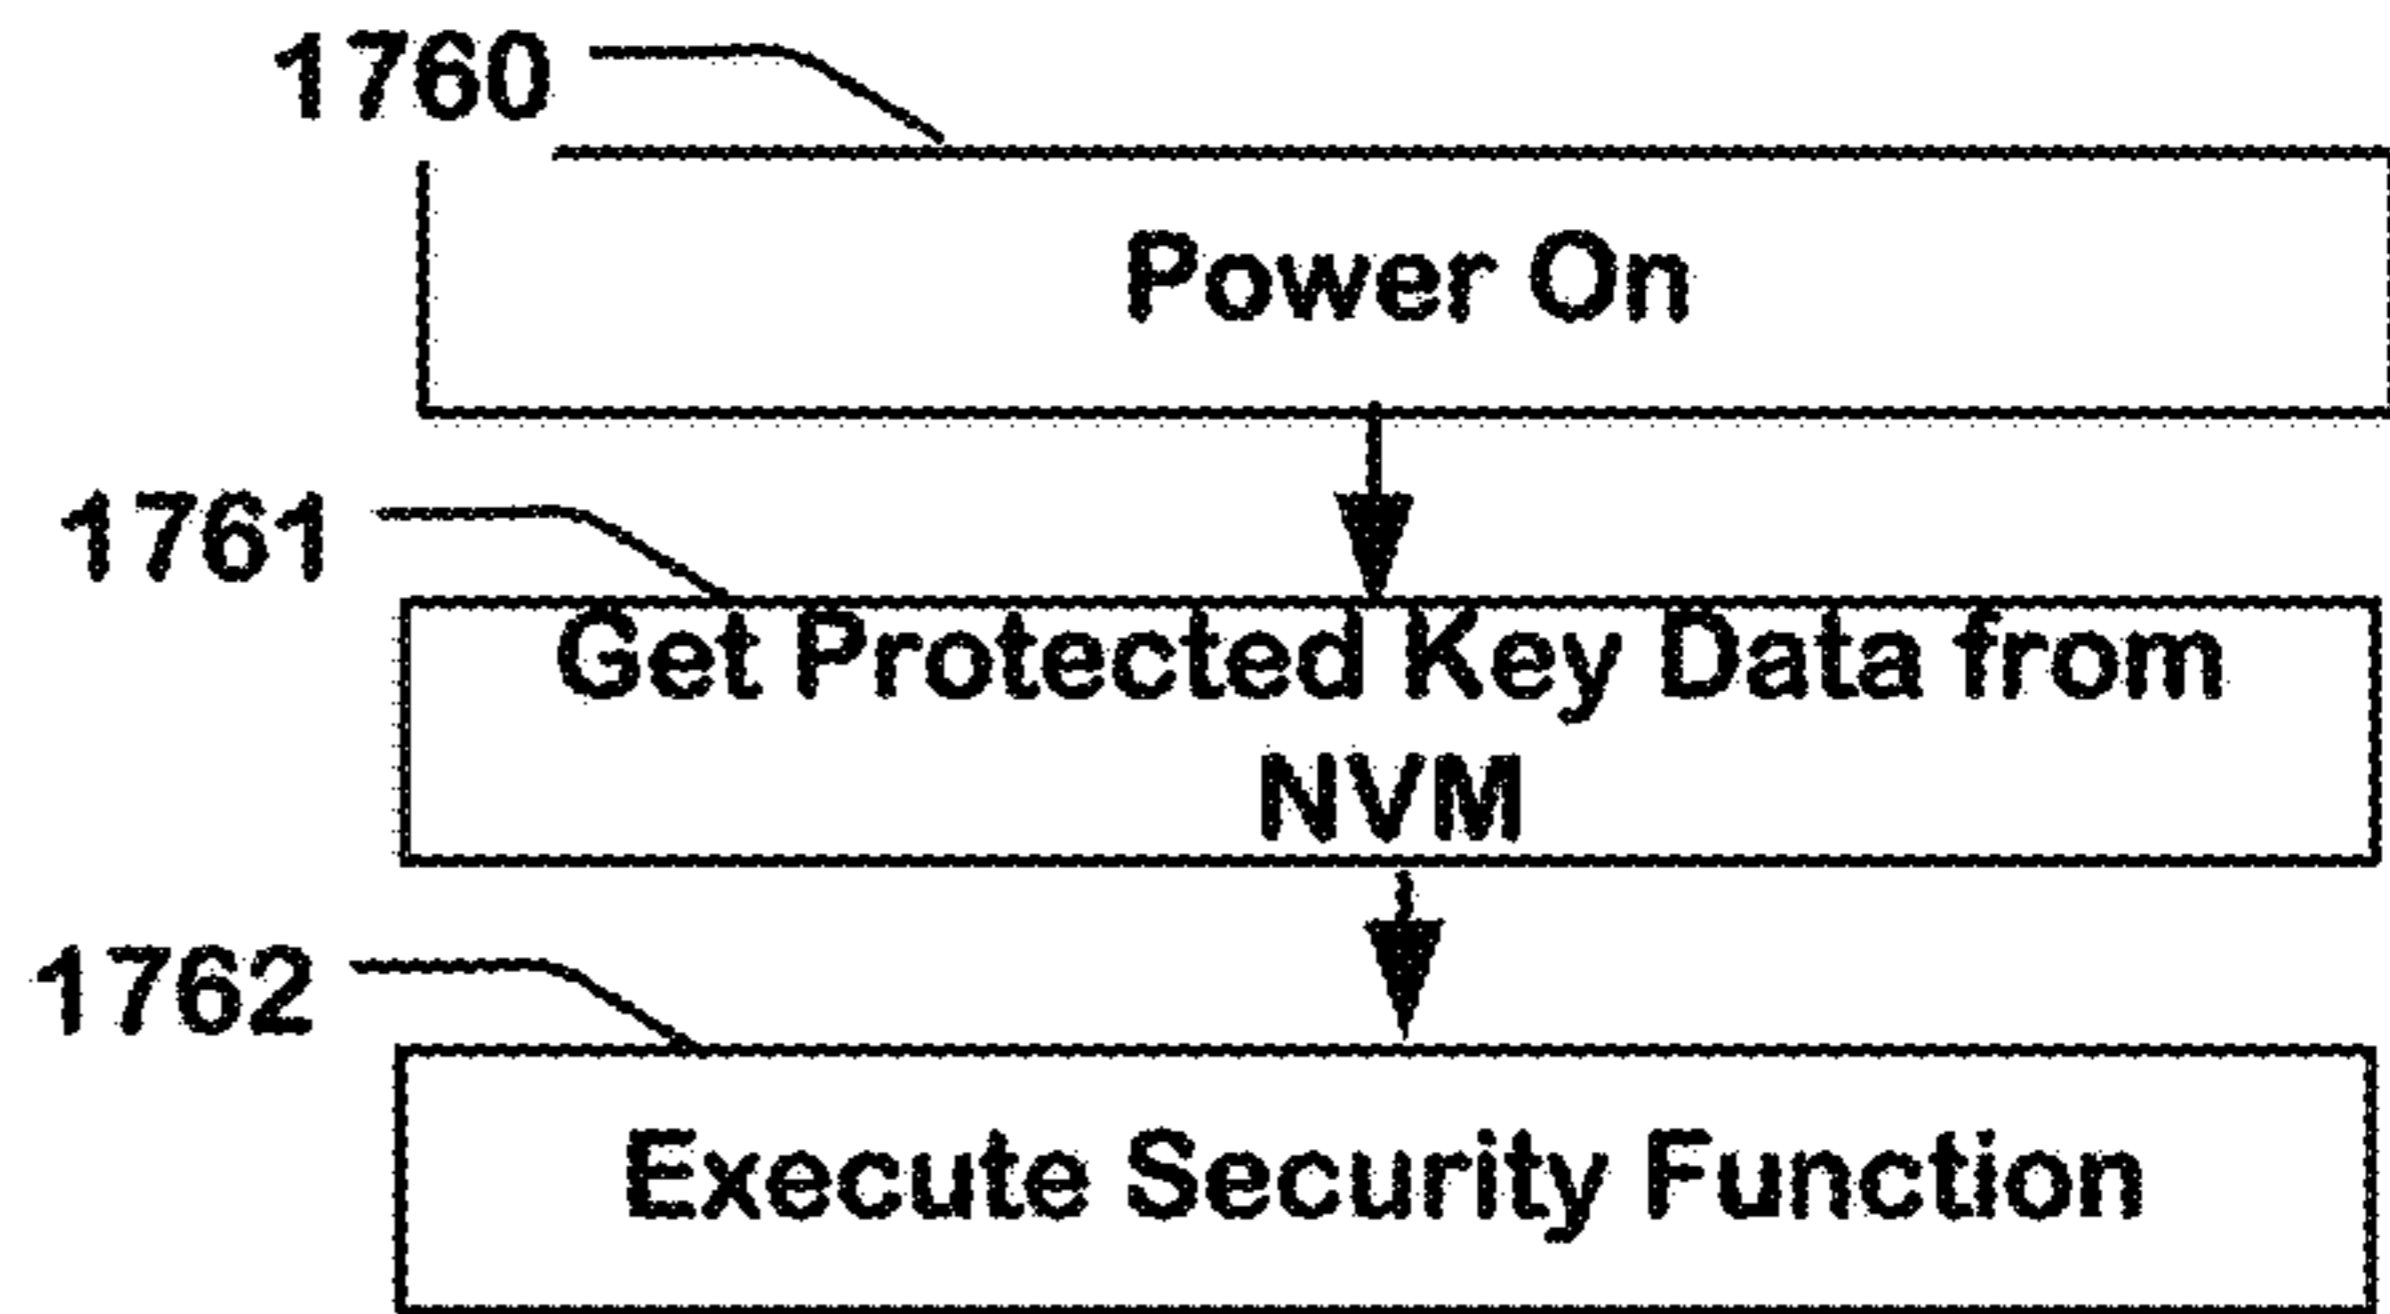 1760
Power On
1761
Get Protected Key Data from
NVM
1762
Execute Security Function